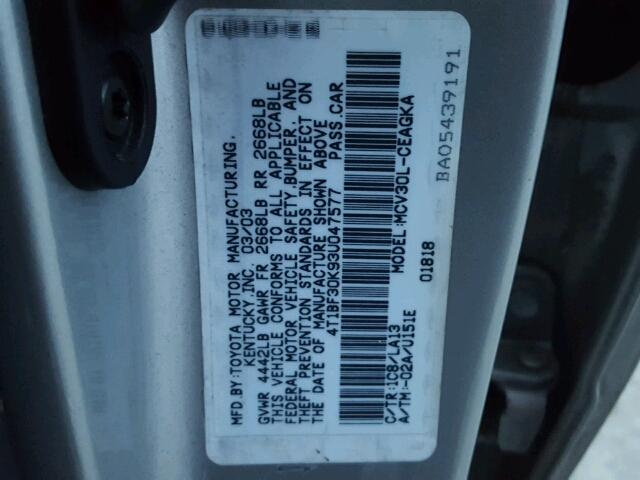 MFD.BY:TOYOTA MOTOR MANUFACTURING.
KENTUCKY,INC. 03/03
GVWR 4442LB GAWR FR 2668LB RR 2668LB
THIS VEHICLE CONFORMS TO ALL APPLICABLE
FEDERAL MOTOR VEHICLE SAFETY,BUMPER, AND
THEFT PREVENTION STANDARDS IN EFFECT ON
THE DATE OF MANUFACTURE SHOWN ABOVE
4T1BF30K93U047577 PASS.CAR
MODEL:MCV30L-CEAGKA
C/TR:1C8/LA13 01818
A/TM:-02A/U151E
BA05439191